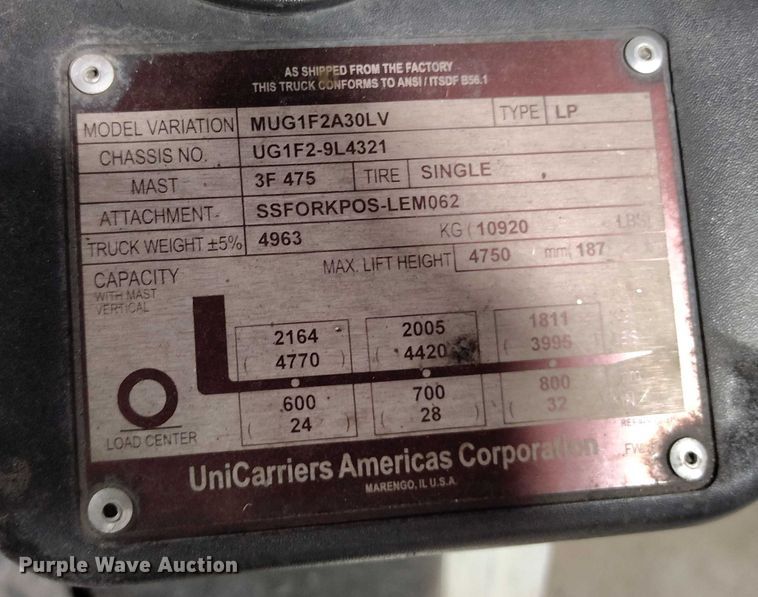 AS SHIPPED FROM THE FACTORY
THIS TRUCK CONFORMS TO ANSI / ITSDF B56.1
MODEL VARIATION MUG1F2A30LV TYPE LP
CHASSIS NO. UG1F2-9L4321
MAST 3F 475 TIRE SINGLE
ATTACHMENT SSFORKPOS-LEM062
TRUCK WEIGHT ±5% 4963 KG ( 10920 LBS)
MAX. LIFT HEIGHT 4750 mm, 187
CAPACITY
WITH MAST
VERTICAL
2164 2005 1811
( 4770 ) ( 4420 ) ( 3995 )
600 700 800
( 24 ) ( 28 ) ( 32 )
LOAD CENTER
UniCarriers Americas Corporation
MARENGO, IL U.S.A.
Purple Wave Auction